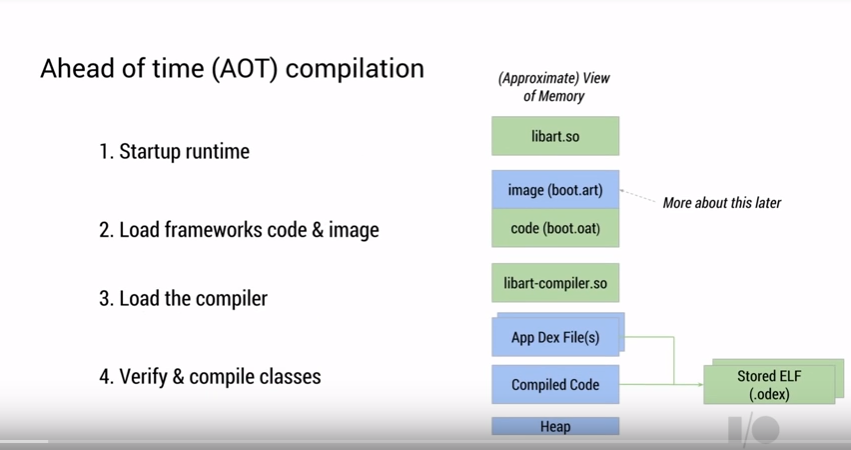 Ahead of time (AOT) compilation
(Approximate) View
of Memory
libart.so
1. Startup runtime
image (boot.art)
More about this later
2. Load frameworks code & image
code (boot.oat)
libart-compiler.so
3. Load the compiler
App Dex File(s)
4. Verify & compile classes
Compiled Code
Stored ELF
(.odex)
Heap
I/O